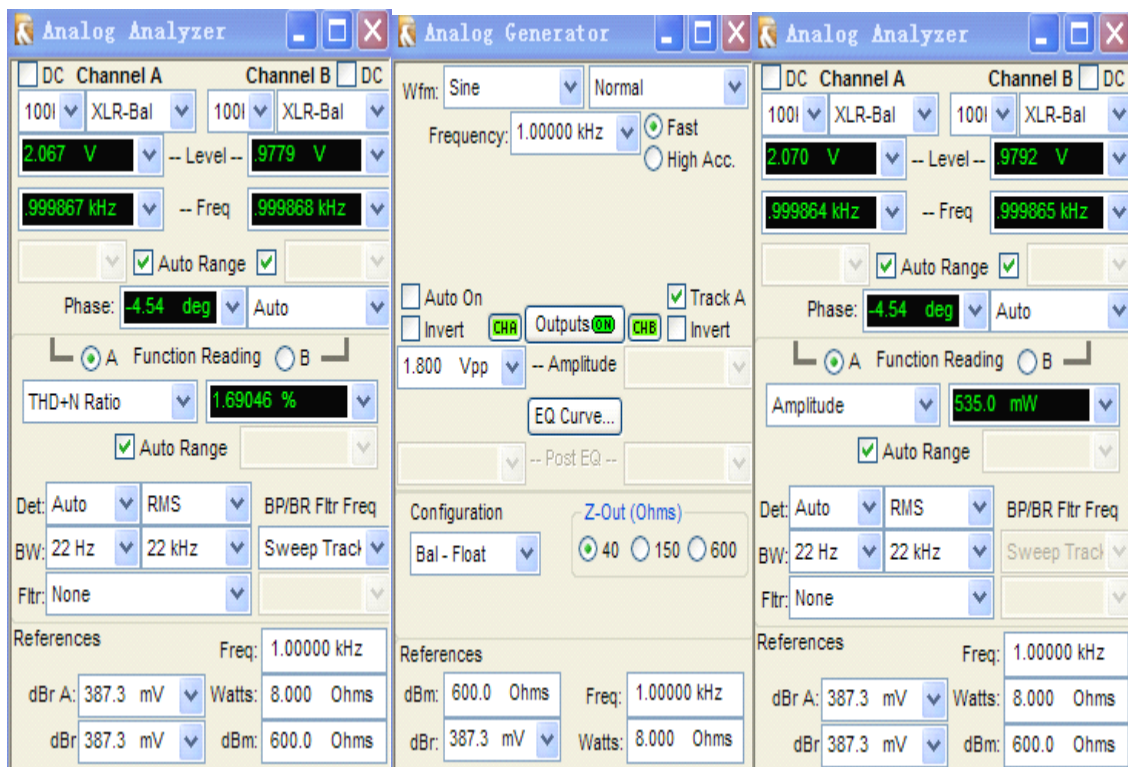 Analog Analyzer
DC Channel A Channel B DC
100k XLR-Bal 100k XLR-Bal
2.067 V -- Level -- .9779 V
.999867 kHz -- Freq .999868 kHz
Auto Range
Phase: -4.54 deg Auto
A Function Reading B
THD+N Ratio 1.69046 %
Auto Range
Det: Auto RMS BP/BR Fltr Freq
BW: 22 Hz 22 kHz Sweep Track
Fltr: None
References Freq: 1.00000 kHz
dBr A: 387.3 mV Watts: 8.000 Ohms
dBr 387.3 mV dBm: 600.0 Ohms
Analog Generator
Wfm: Sine Normal
Frequency: 1.00000 kHz Fast
High Acc.
Auto On Track A
Invert CHA Outputs ON CHB Invert
1.800 Vpp -- Amplitude
EQ Curve...
-- Post EQ --
Configuration Z-Out (Ohms)
Bal - Float 40 150 600
References
dBm: 600.0 Ohms Freq: 1.00000 kHz
dBr: 387.3 mV Watts: 8.000 Ohms
Analog Analyzer
DC Channel A Channel B DC
100k XLR-Bal 100k XLR-Bal
2.070 V -- Level -- .9792 V
.999864 kHz -- Freq .999865 kHz
Auto Range
Phase: -4.54 deg Auto
A Function Reading B
Amplitude 535.0 mW
Auto Range
Det: Auto RMS BP/BR Fltr Freq
BW: 22 Hz 22 kHz Sweep Track
Fltr: None
References Freq: 1.00000 kHz
dBr A: 387.3 mV Watts: 8.000 Ohms
dBr 387.3 mV dBm: 600.0 Ohms